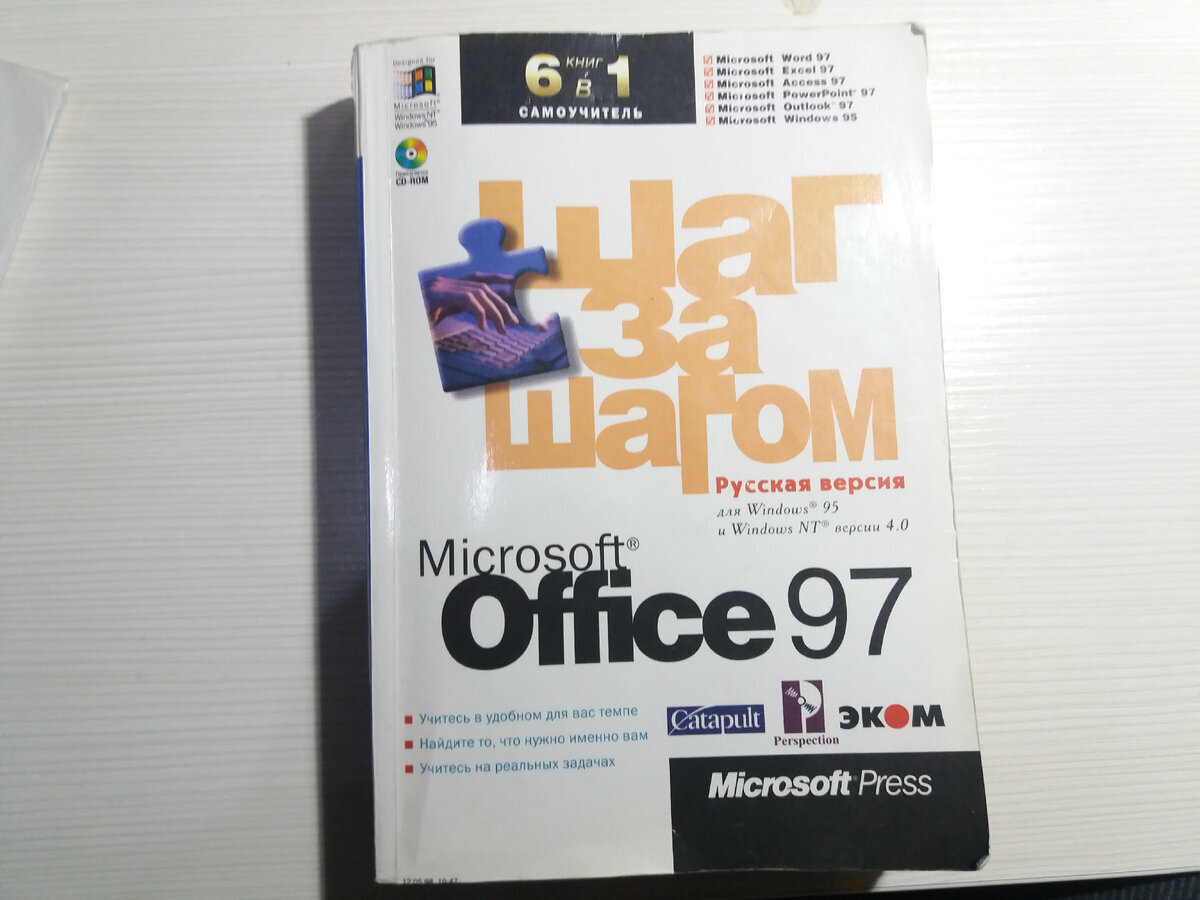 Designed for
Microsoft®
Windows NT®
Windows®95
Прилагается
CD-ROM
6 КНИГ В 1
САМОУЧИТЕЛЬ
Microsoft Word 97
Microsoft Excel 97
Microsoft Access 97
Microsoft PowerPoint® 97
Microsoft Outlook™ 97
Microsoft Windows 95
Шаг
за
шагом
Русская версия
для Windows® 95
и Windows NT® версии 4.0
Microsoft®
Office 97
Учитесь в удобном для вас темпе
Найдите то, что нужно именно вам
Учитесь на реальных задачах
Catapult
Perspection
ЭКОМ
Microsoft Press